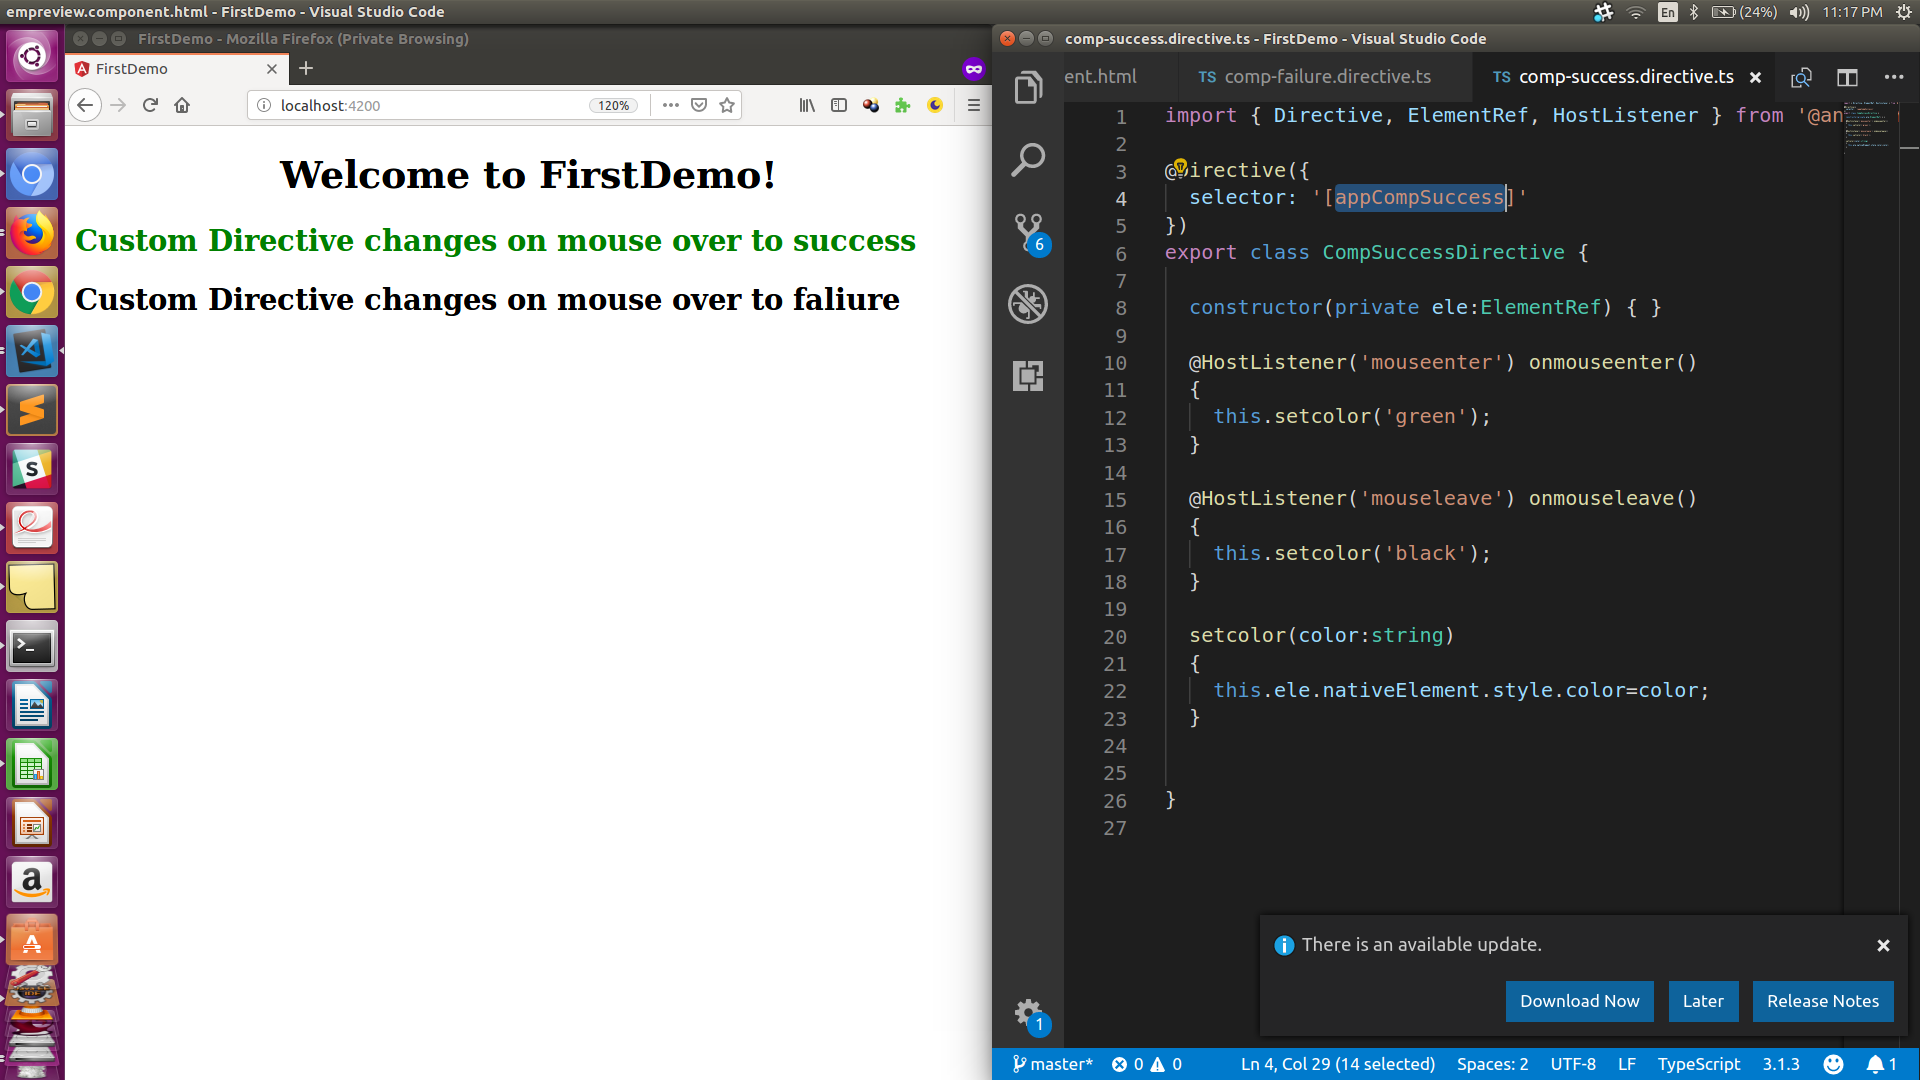 empreview.component.html - FirstDemo - Visual Studio Code
En
(24%)
11:17 PM
FirstDemo - Mozilla Firefox (Private Browsing)
FirstDemo
localhost:4200
120%
Welcome to FirstDemo!
Custom Directive changes on mouse over to success
Custom Directive changes on mouse over to faliure
comp-success.directive.ts - FirstDemo - Visual Studio Code
ent.html
TS comp-failure.directive.ts
TS comp-success.directive.ts
1 import { Directive, ElementRef, HostListener } from '@an
2
3 @irective({
4 selector: '[appCompSuccess]'
5 })
6 export class CompSuccessDirective {
7
8 constructor(private ele:ElementRef) { }
9
10 @HostListener('mouseenter') onmouseenter()
11 {
12 this.setcolor('green');
13 }
14
15 @HostListener('mouseleave') onmouseleave()
16 {
17 this.setcolor('black');
18 }
19
20 setcolor(color:string)
21 {
22 this.ele.nativeElement.style.color=color;
23 }
24
25
26 }
27
6
1
There is an available update.
Download Now
Later
Release Notes
master*
0
0
Ln 4, Col 29 (14 selected)
Spaces: 2
UTF-8
LF
TypeScript
3.1.3
1